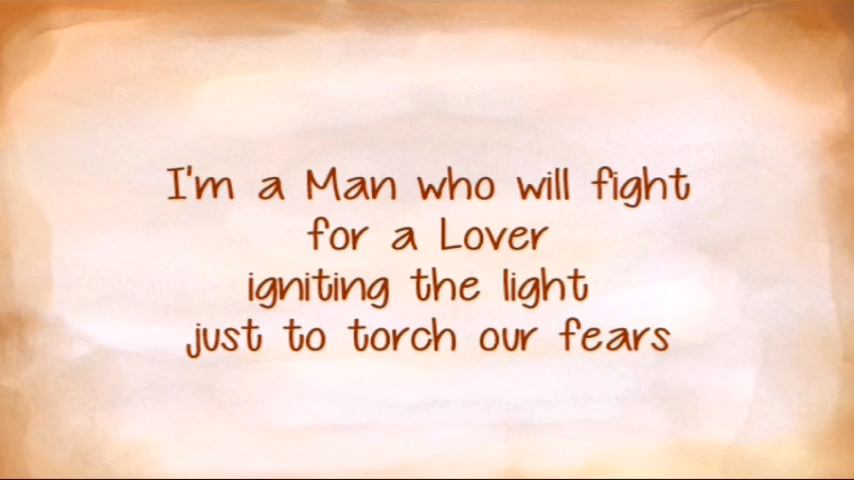 I'm a Man who will fight
for a Lover
igniting the light
just to torch our fears